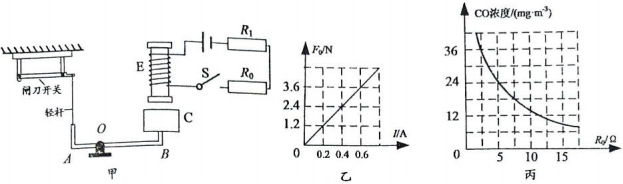 E
R₁
S
R₀
闸刀开关
轻杆
C
O
A
B
甲
F₀/N
3.6
2.4
1.2
0
0.2 0.4 0.6
I/A
乙
CO浓度/(mg·m⁻³)
36
24
12
0
5 10 15
R₀/Ω
丙